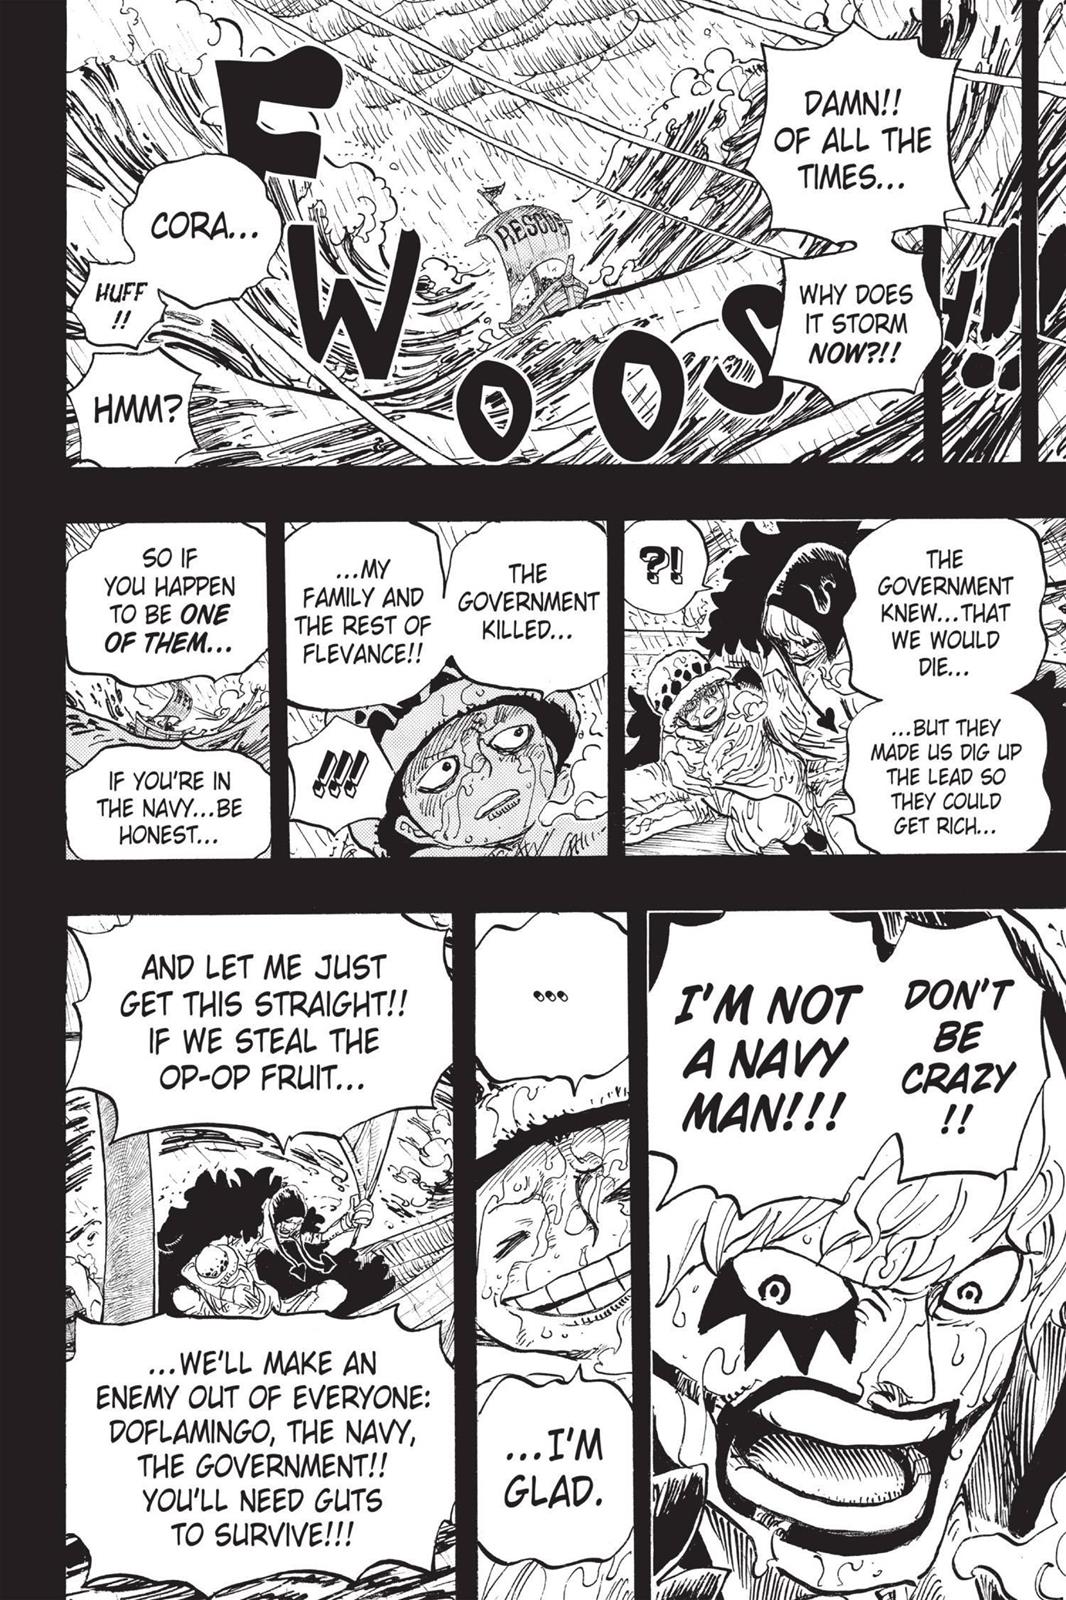 DAMN!!
OF ALL THE
TIMES...
WHY DOES
IT STORM
NOW?!!
RESCUE
FWOOSH!!
CORA...
HUFF
!!
HMM?
THE
GOVERNMENT
KNEW...THAT
WE WOULD
DIE...
...BUT THEY
MADE US DIG UP
THE LEAD SO
THEY COULD
GET RICH...
?!
THE
GOVERNMENT
KILLED...
...MY
FAMILY AND
THE REST OF
FLEVANCE!!
!!!
SO IF
YOU HAPPEN
TO BE ONE
OF THEM...
IF YOU'RE IN
THE NAVY...BE
HONEST...
DON'T
BE
CRAZY
!!
I'M NOT
A NAVY
MAN!!!
...
...I'M
GLAD.
AND LET ME JUST
GET THIS STRAIGHT!!
IF WE STEAL THE
OP-OP FRUIT...
...WE'LL MAKE AN
ENEMY OUT OF EVERYONE:
DOFLAMINGO, THE NAVY,
THE GOVERNMENT!!
YOU'LL NEED GUTS
TO SURVIVE!!!